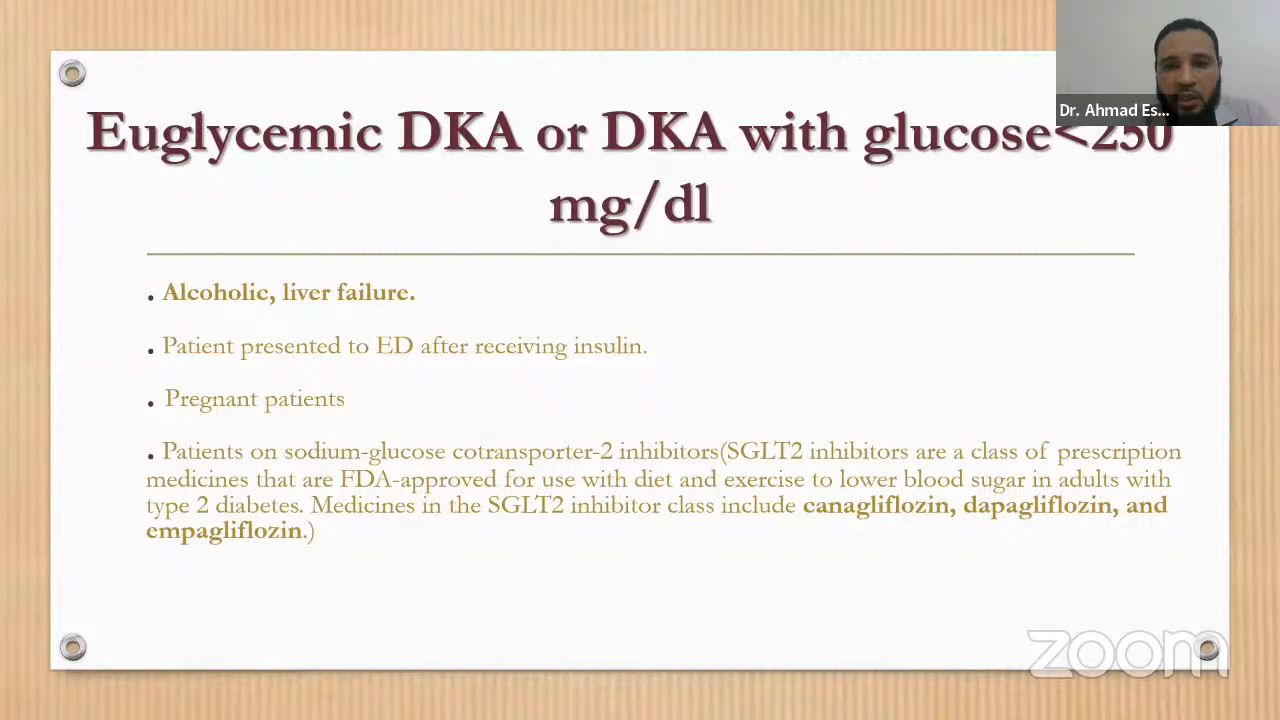 Euglycemic DKA or DKA with glucose<250
mg/dl
Dr. Ahmad Es...
. Alcoholic, liver failure.
. Patient presented to ED after receiving insulin.
. Pregnant patients
. Patients on sodium-glucose cotransporter-2 inhibitors(SGLT2 inhibitors are a class of prescription
medicines that are FDA-approved for use with diet and exercise to lower blood sugar in adults with
type 2 diabetes. Medicines in the SGLT2 inhibitor class include canagliflozin, dapagliflozin, and
empagliflozin.)
zoom